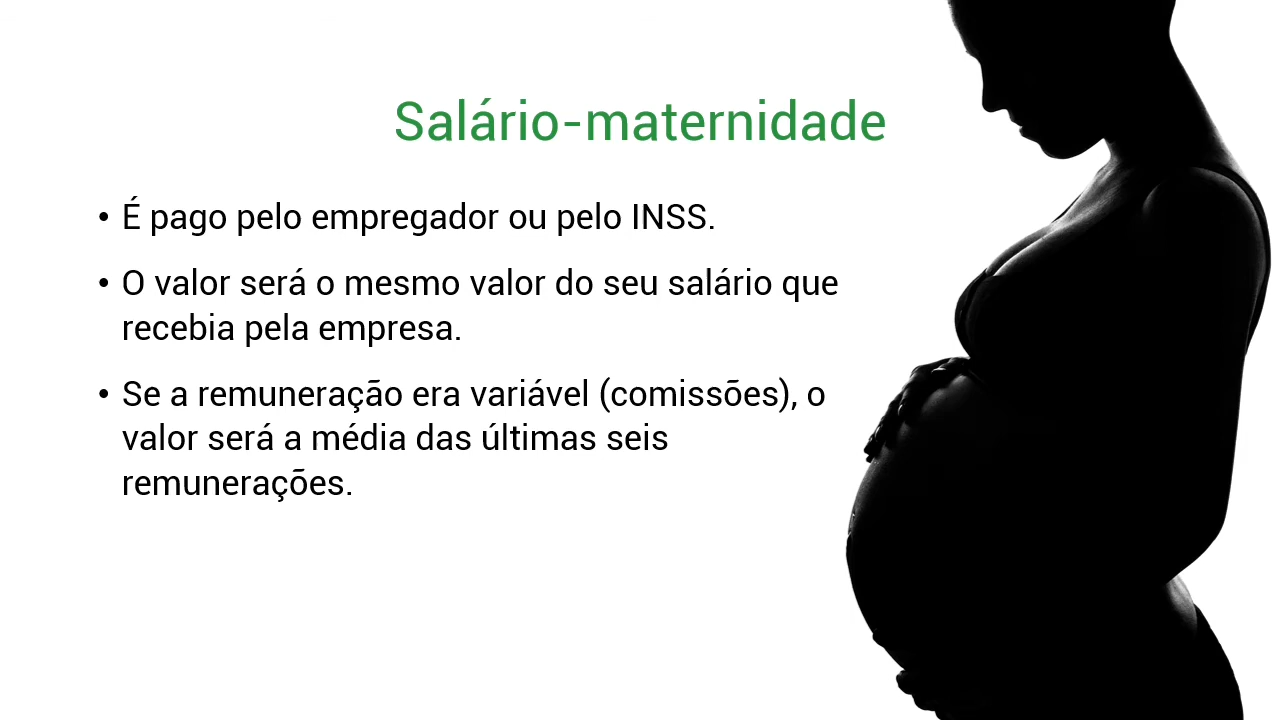 Salário-maternidade
• É pago pelo empregador ou pelo INSS.
• O valor será o mesmo valor do seu salário que
recebia pela empresa.
• Se a remuneração era variável (comissões), o
valor será a média das últimas seis
remunerações.